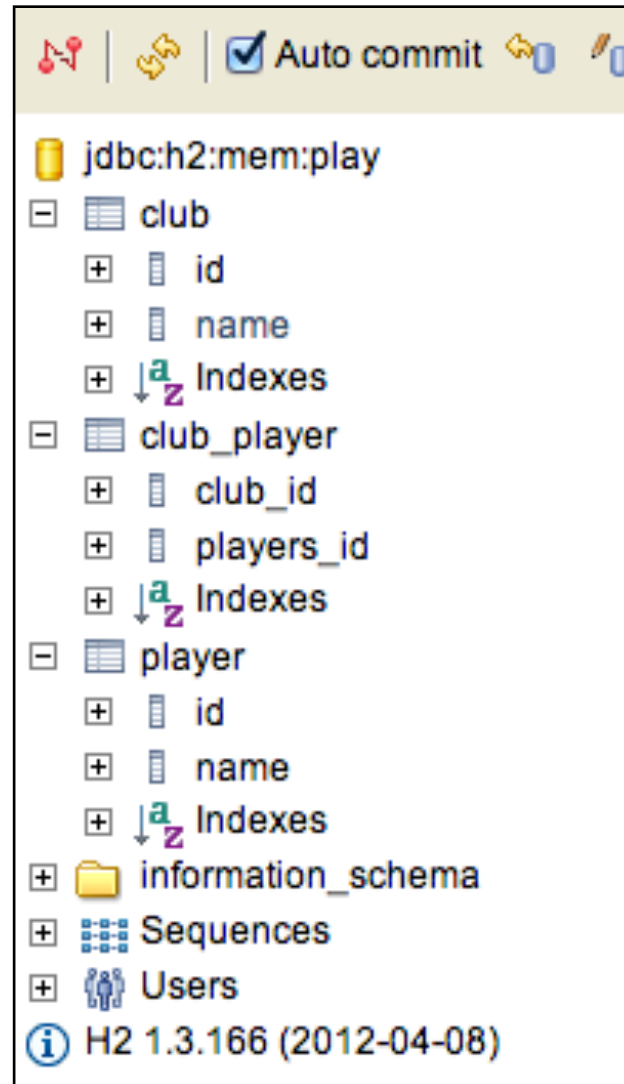 Auto commit
jdbc:h2:mem:play
club
id
name
Indexes
club_player
club_id
players_id
Indexes
player
id
name
Indexes
information_schema
Sequences
Users
H2 1.3.166 (2012-04-08)